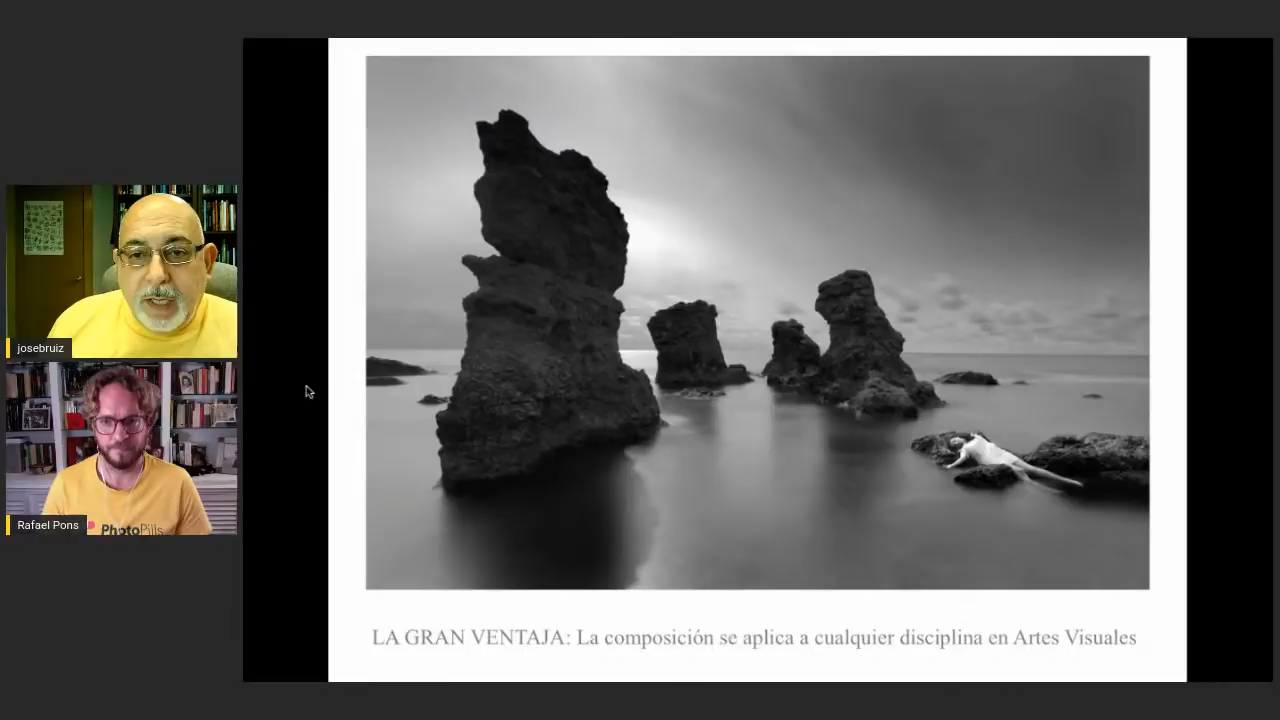 josebruiz
PhotoPills
Rafael Pons
LA GRAN VENTAJA: La composición se aplica a cualquier disciplina en Artes Visuales